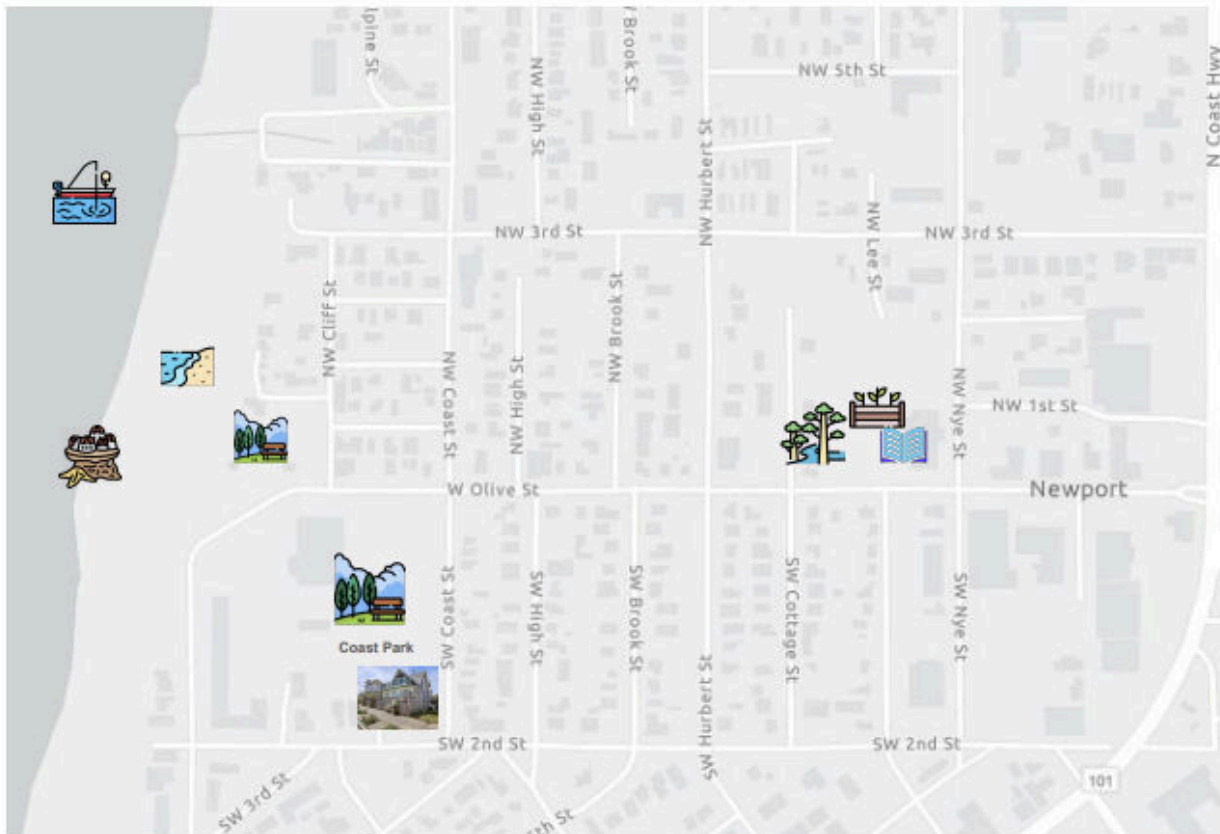 NW High St
NW Hurbert St
NW 5th St
N Coast Hwy
NW 3rd St
NW 3rd St
NW Lee St
NW Cliff St
NW Brook St
NW Coast St
NW High St
NW Nye St
NW 1st St
W Olive St
Newport
SW Coast St
SW High St
SW Brook St
SW Cottage St
SW Nye St
Coast Park
SW Hurbert St
SW 2nd St
SW 2nd St
SW 3rd St
101